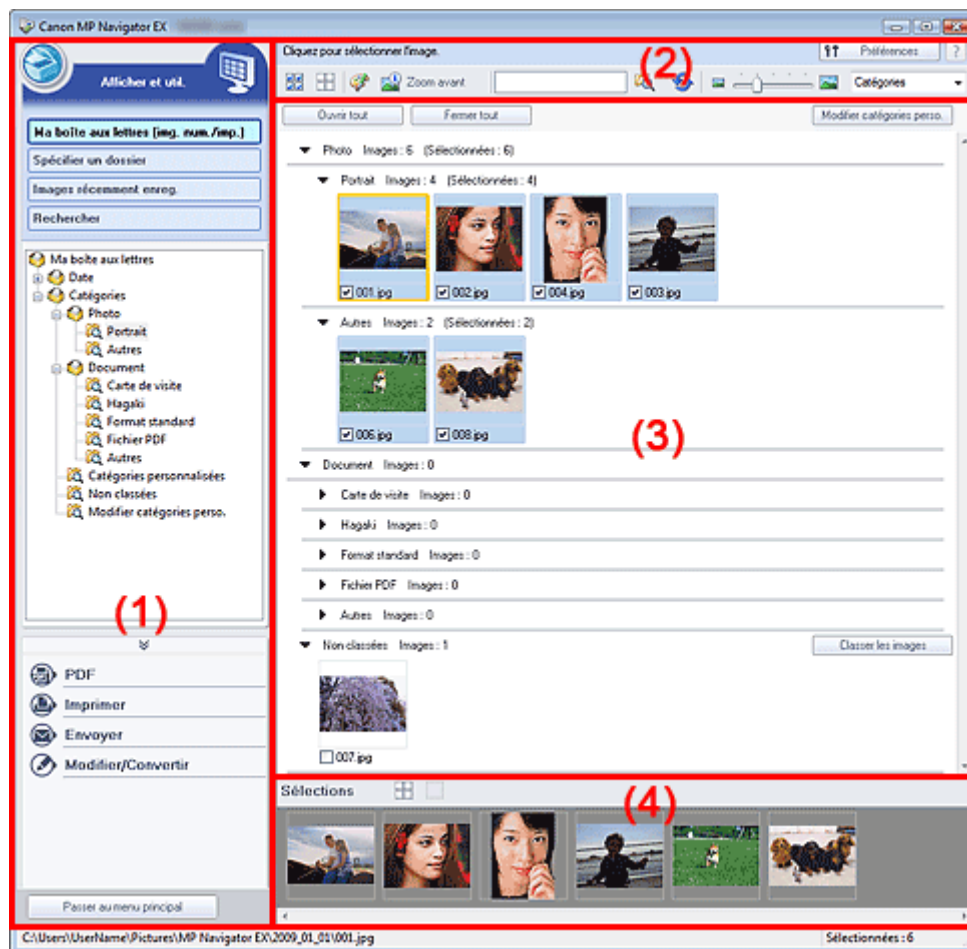 Canon MP Navigator EX
Afficher et util.
Ma boîte aux lettres [img. num./imp.]
Spécifier un dossier
Images récemment enreg.
Rechercher
Ma boîte aux lettres
Date
Catégories
Photo
Portrait
Autres
Document
Carte de visite
Hagaki
Format standard
Fichier PDF
Autres
Catégories personnalisées
Non classées
Modifier catégories perso.
(1)
PDF
Imprimer
Envoyer
Modifier/Convertir
Passer au menu principal
Cliquez pour sélectionner l'image.
(2)
Préférences
?
Zoom avant
Catégories
Ouvrir tout
Fermer tout
Modifier catégories perso.
Photo Images : 6 (Sélectionnées : 6)
Portrait Images : 4 (Sélectionnées : 4)
001.jpg
002.jpg
004.jpg
003.jpg
Autres Images : 2 (Sélectionnées : 2)
006.jpg
008.jpg
(3)
Document Images : 0
Carte de visite Images : 0
Hagaki Images : 0
Format standard Images : 0
Fichier PDF Images : 0
Autres Images : 0
Non classées Images : 1
Classer les images
007.jpg
Sélections
(4)
C:\Users\UserName\Pictures\MP Navigator EX\2009_01_01\001.jpg
Sélectionnées : 6